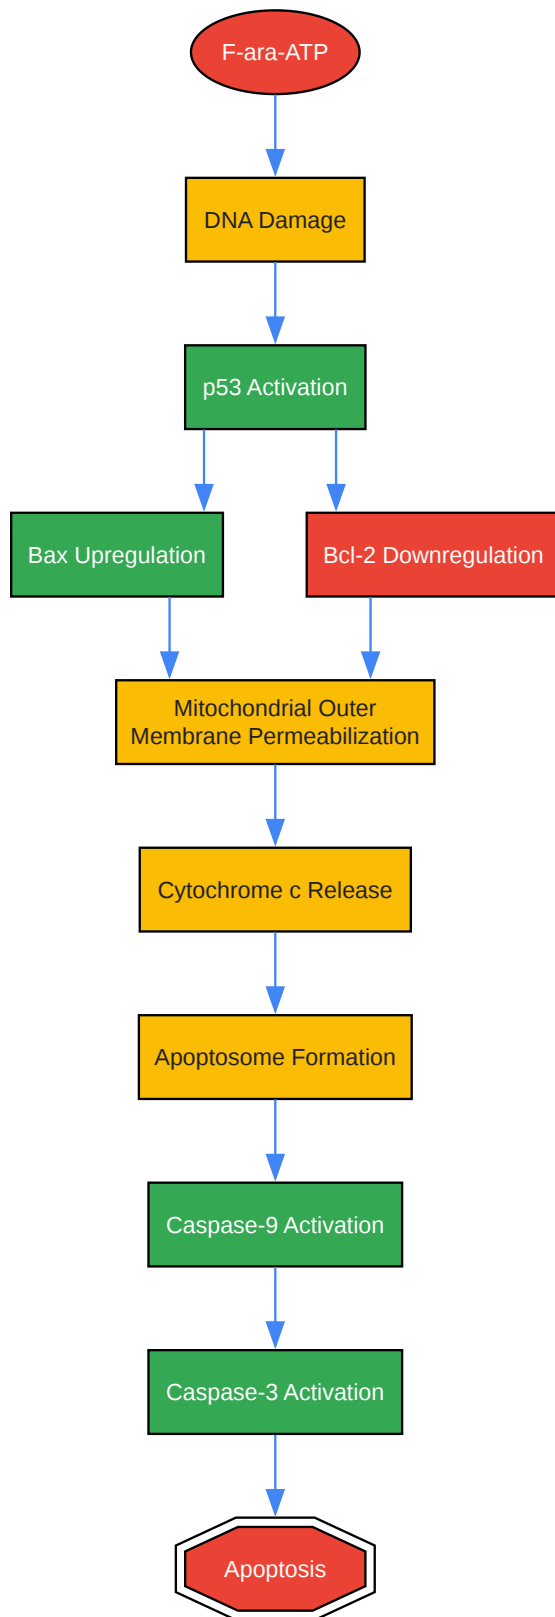 F-ara-ATP
DNA Damage
p53 Activation
Bax Upregulation
Bcl-2 Downregulation
Mitochondrial Outer
Membrane Permeabilization
Cytochrome c Release
Apoptosome Formation
Caspase-9 Activation
Caspase-3 Activation
Apoptosis